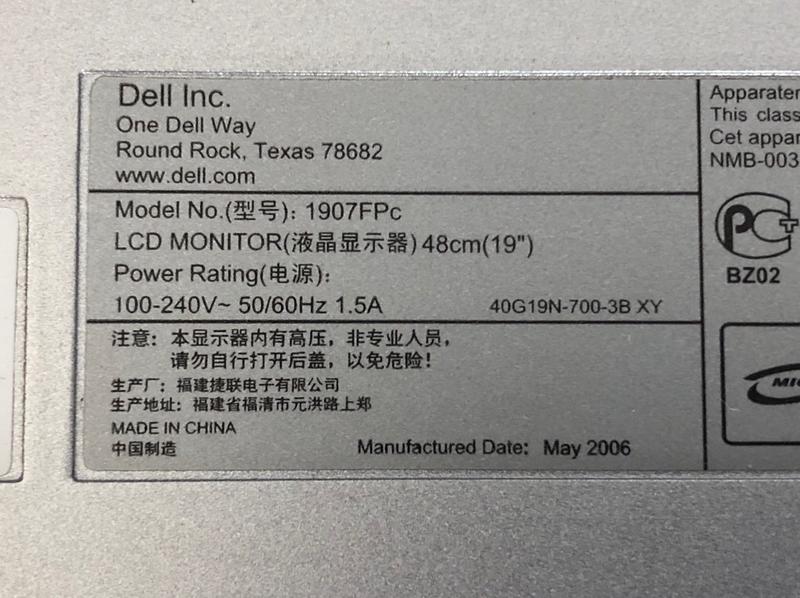 Dell Inc.
One Dell Way
Round Rock, Texas 78682
www.dell.com
Model No.(型号): 1907FPc
LCD MONITOR(液晶显示器) 48cm(19")
Power Rating(电源):
100-240V~ 50/60Hz 1.5A
40G19N-700-3B XY
注意: 本显示器内有高压, 非专业人员,
请勿自行打开后盖, 以免危险!
生产厂: 福建捷联电子有限公司
生产地址: 福建省福清市元洪路上郑
MADE IN CHINA
中国制造
Manufactured Date: May 2006
Apparaten
This class
Cet appar
NMB-003
PC+
BZ02